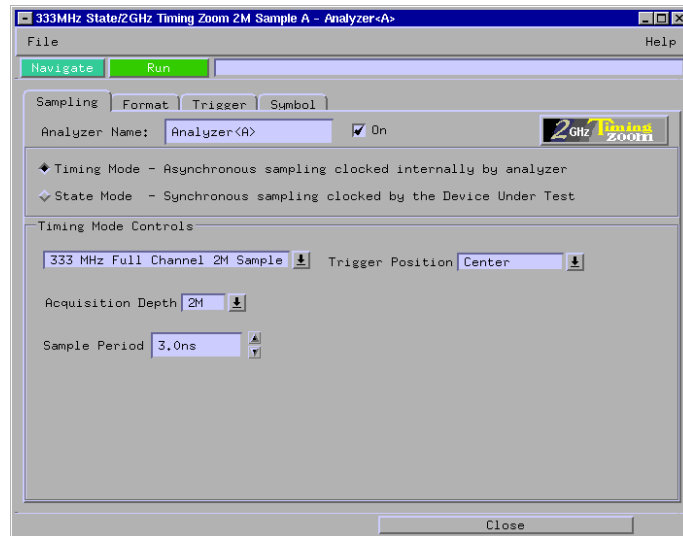 333MHz State/2GHz Timing Zoom 2M Sample A - Analyzer<A>
File Help
Navigate Run
Sampling Format Trigger Symbol
Analyzer Name: Analyzer<A> On 2 GHz Timing Zoom
Timing Mode - Asynchronous sampling clocked internally by analyzer
State Mode - Synchronous sampling clocked by the Device Under Test
Timing Mode Controls
333 MHz Full Channel 2M Sample Trigger Position Center
Acquisition Depth 2M
Sample Period 3.0ns
Close